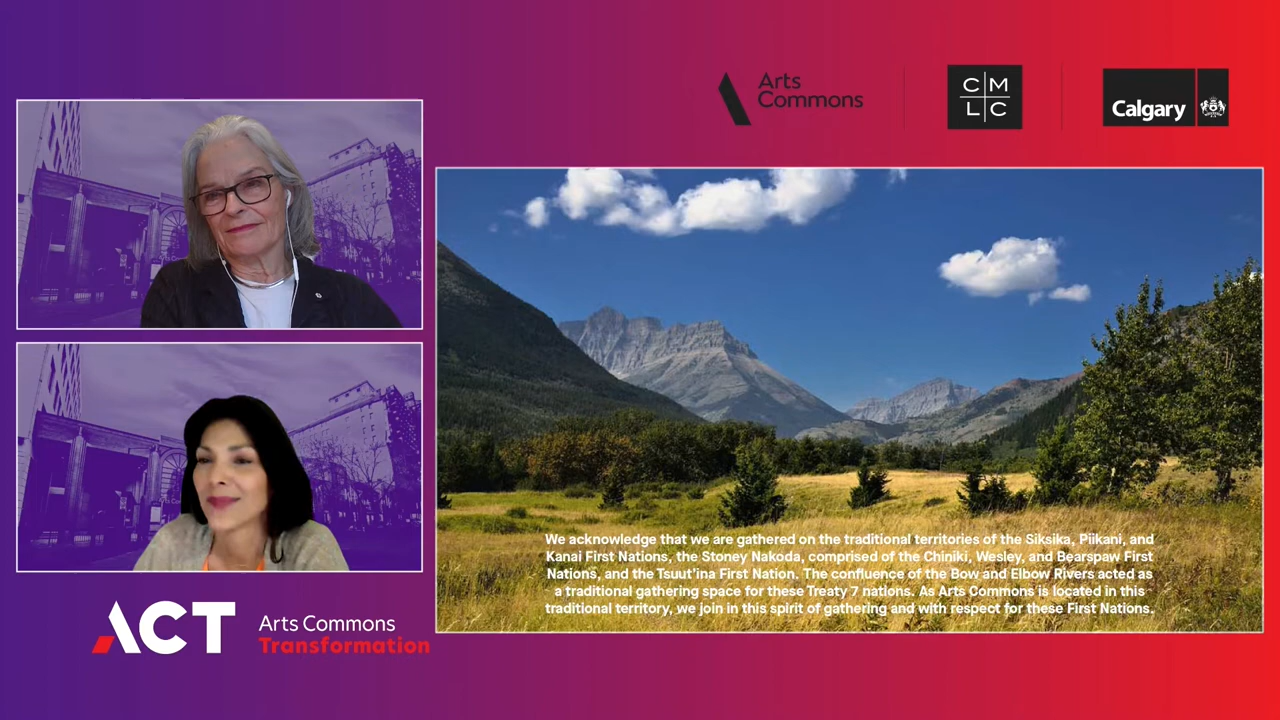 Arts
Commons
C M
L C
Calgary
We acknowledge that we are gathered on the traditional territories of the Siksika, Piikani, and
Kanai First Nations, the Stoney Nakoda, comprised of the Chiniki, Wesley, and Bearspaw First
Nations, and the Tsuut'ina First Nation. The confluence of the Bow and Elbow Rivers acted as
a traditional gathering space for these Treaty 7 nations. As Arts Commons is located in this
traditional territory, we join in this spirit of gathering and with respect for these First Nations.
ACT
Arts Commons
Transformation